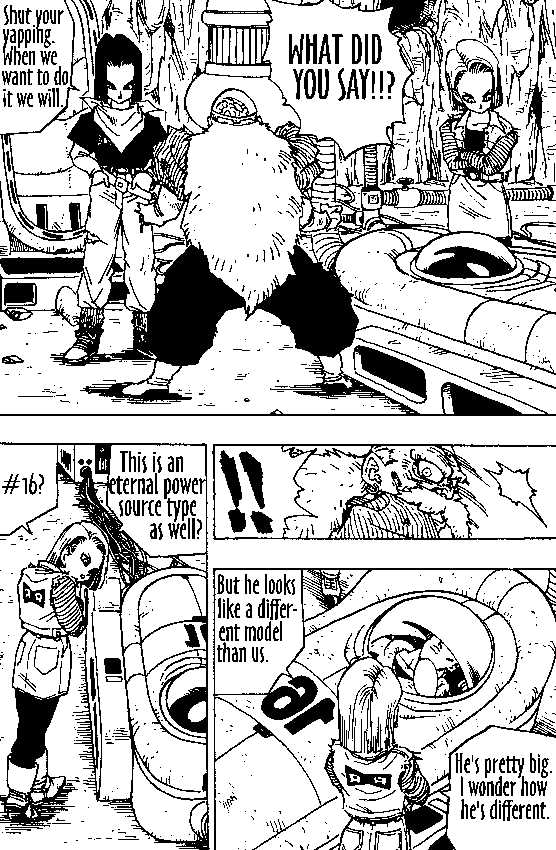 Shut your
yapping.
When we
want to do
it we will.
WHAT DID
YOU SAY!!?
#16?
This is an
eternal power
source type
as well?
!!
But he looks
like a differ-
ent model
than us.
16
He's pretty big.
I wonder how
he's different.